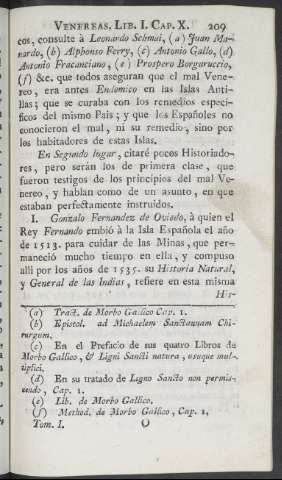 VENEREAS. LIB. I. CAP. X. 209
cos, consulte à Leonardo Schmai, (a) Juan Ma-
nardo, (b) Alphonso Ferry, (c) Antonio Gallo, (d)
Antonio Fracanciano, (e) Prospero Borgaruccio,
(f) &c. que todos aseguran que el mal Vene-
reo, era antes Endemico en las Islas Anti-
llas; que se curaba con los remedios especi-
ficos del mismo Pais; y que los Españoles no
conocieron el mal, ni su remedio, sino por
los habitadores de estas Islas.
En Segundo lugar, citaré pocos Historiado-
res, pero serán los de primera clase, que
fueron testigos de los principios del mal Ve-
nereo, y hablan como de un asunto, en que
estaban perfectamente instruídos.
I. Gonzalo Fernandez de Oviedo, à quien el
Rey Fernando embió à la Isla Española el año
de 1513. para cuidar de las Minas, que per-
maneció mucho tiempo en ella, y compuso
alli por los años de 1535. su Historia Natural,
y General de las Indias, refiere en esta misma
His-
(a) Tract. de Morbo Gallico Cap. 1.
(b) Epistol. ad Michaelem Sanctannam Chi-
rurgum.
(c) En el Prefacio de sus quatro Libros de
Morbo Gallico, & Ligni Sancti natura, usuque mul-
tiplici.
(d) En su tratado de Ligno Sancto non permis-
cendo, Cap. 1.
(e) Lib. de Morbo Gallico.
(f) Method. de Morbo Gallico, Cap. 1.
Tom. I. O